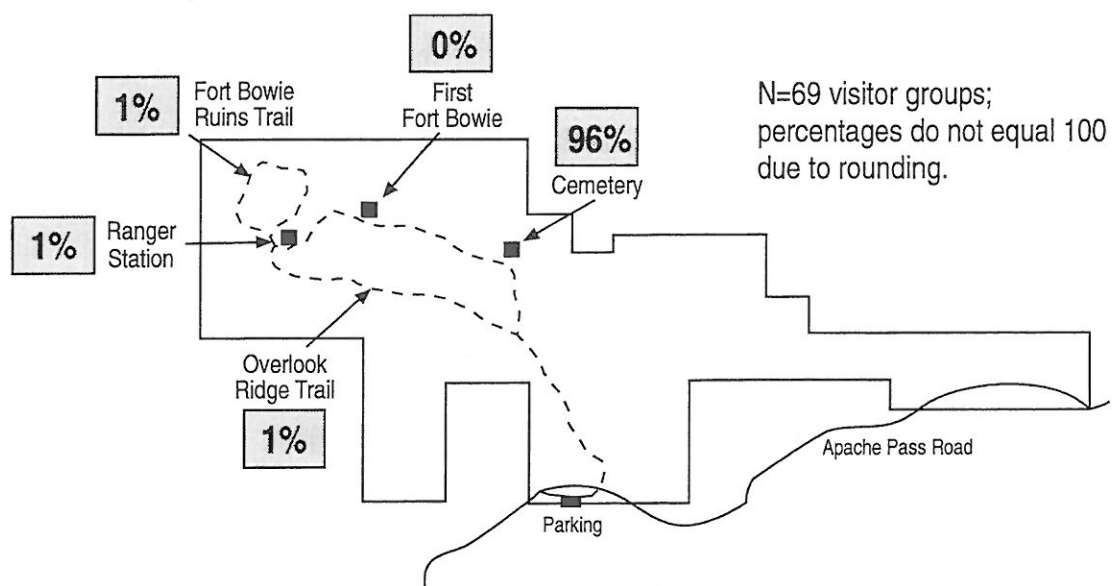 0%
First
Fort Bowie
1%
Fort Bowie
Ruins Trail
96%
Cemetery
N=69 visitor groups;
percentages do not equal 100
due to rounding.
1%
Ranger
Station
Overlook
Ridge Trail
1%
Apache Pass Road
Parking